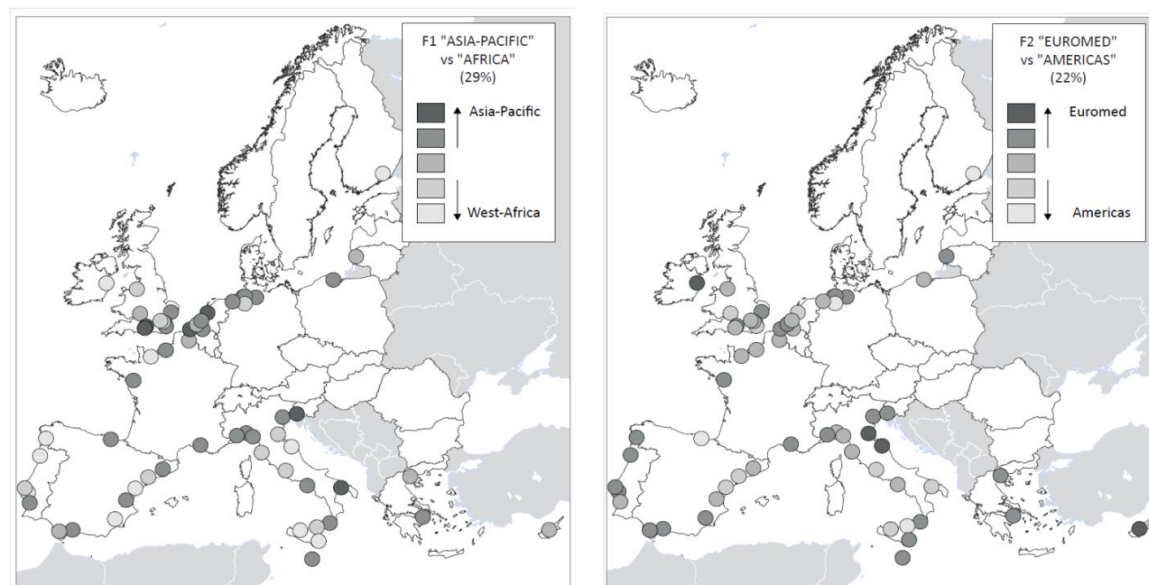 F1 "ASIA-PACIFIC"
vs "AFRICA"
(29%)
Asia-Pacific
West-Africa
F2 "EUROMED"
vs "AMERICAS"
(22%)
Euromed
Americas